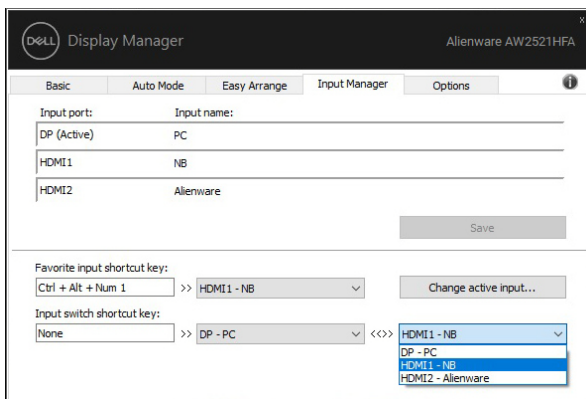 DELL Display Manager Alienware AW2521HFA
x
Basic Auto Mode Easy Arrange Input Manager Options i
Input port: Input name:
DP (Active) PC
HDMI1 NB
HDMI2 Alienware
Save
Favorite input shortcut key:
Ctrl + Alt + Num 1 >> HDMI1 - NB Change active input...
Input switch shortcut key:
None >> DP - PC <<>> HDMI1 - NB
DP - PC
HDMI1 - NB
HDMI2 - Alienware